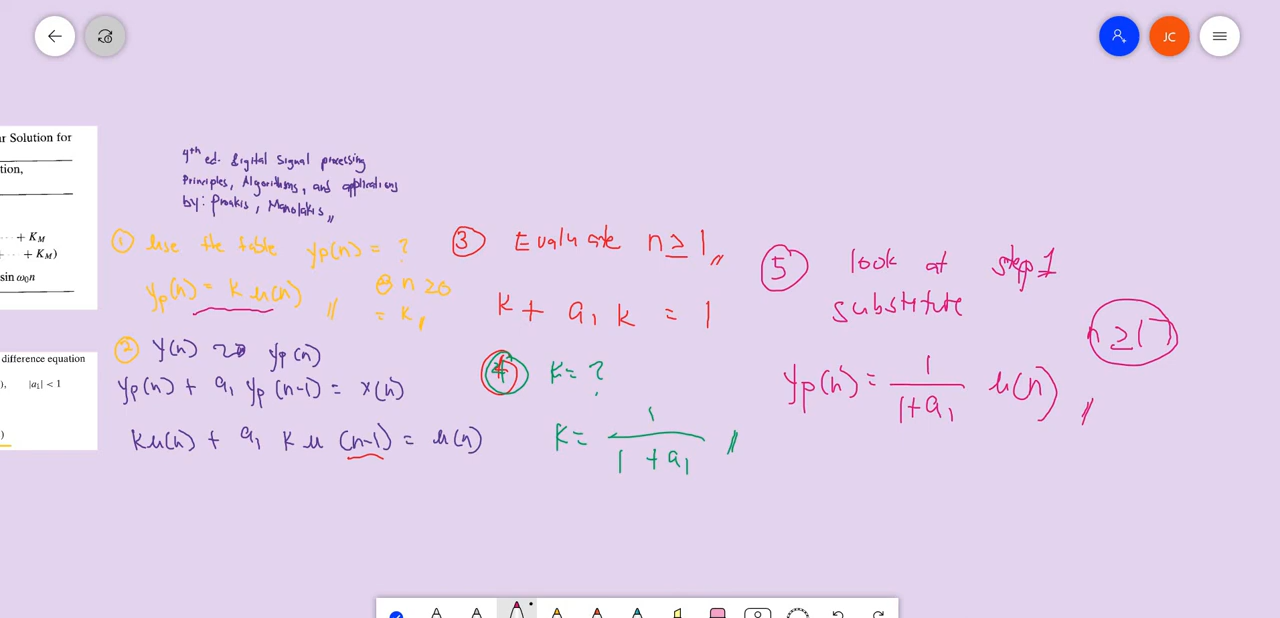 JC
r Solution for
tion,
· · + K_M
· · + K_M)
sin ω₀n
difference equation
), |a₁| < 1
)
4th ed. Digital Signal processing
Principles, Algorithms, and applications
by: Proakis, Manolakis //
① use the table yp(n) = ?
yp(n) = K u(n) // @ n ≥ 0
= K,
② y(n) yp(n)
yp(n) + a₁ yp (n-1) = x(n)
K u(n) + a₁ K u (n-1) = u(n)
③ Evaluate n ≥ 1 //
K + a₁ K = 1
④ K = ?
K = 1 / (1 + a₁) //
⑤ look at step 1
substitute
n ≥ (
yp(n) = 1 / (1 + a₁) u(n) //